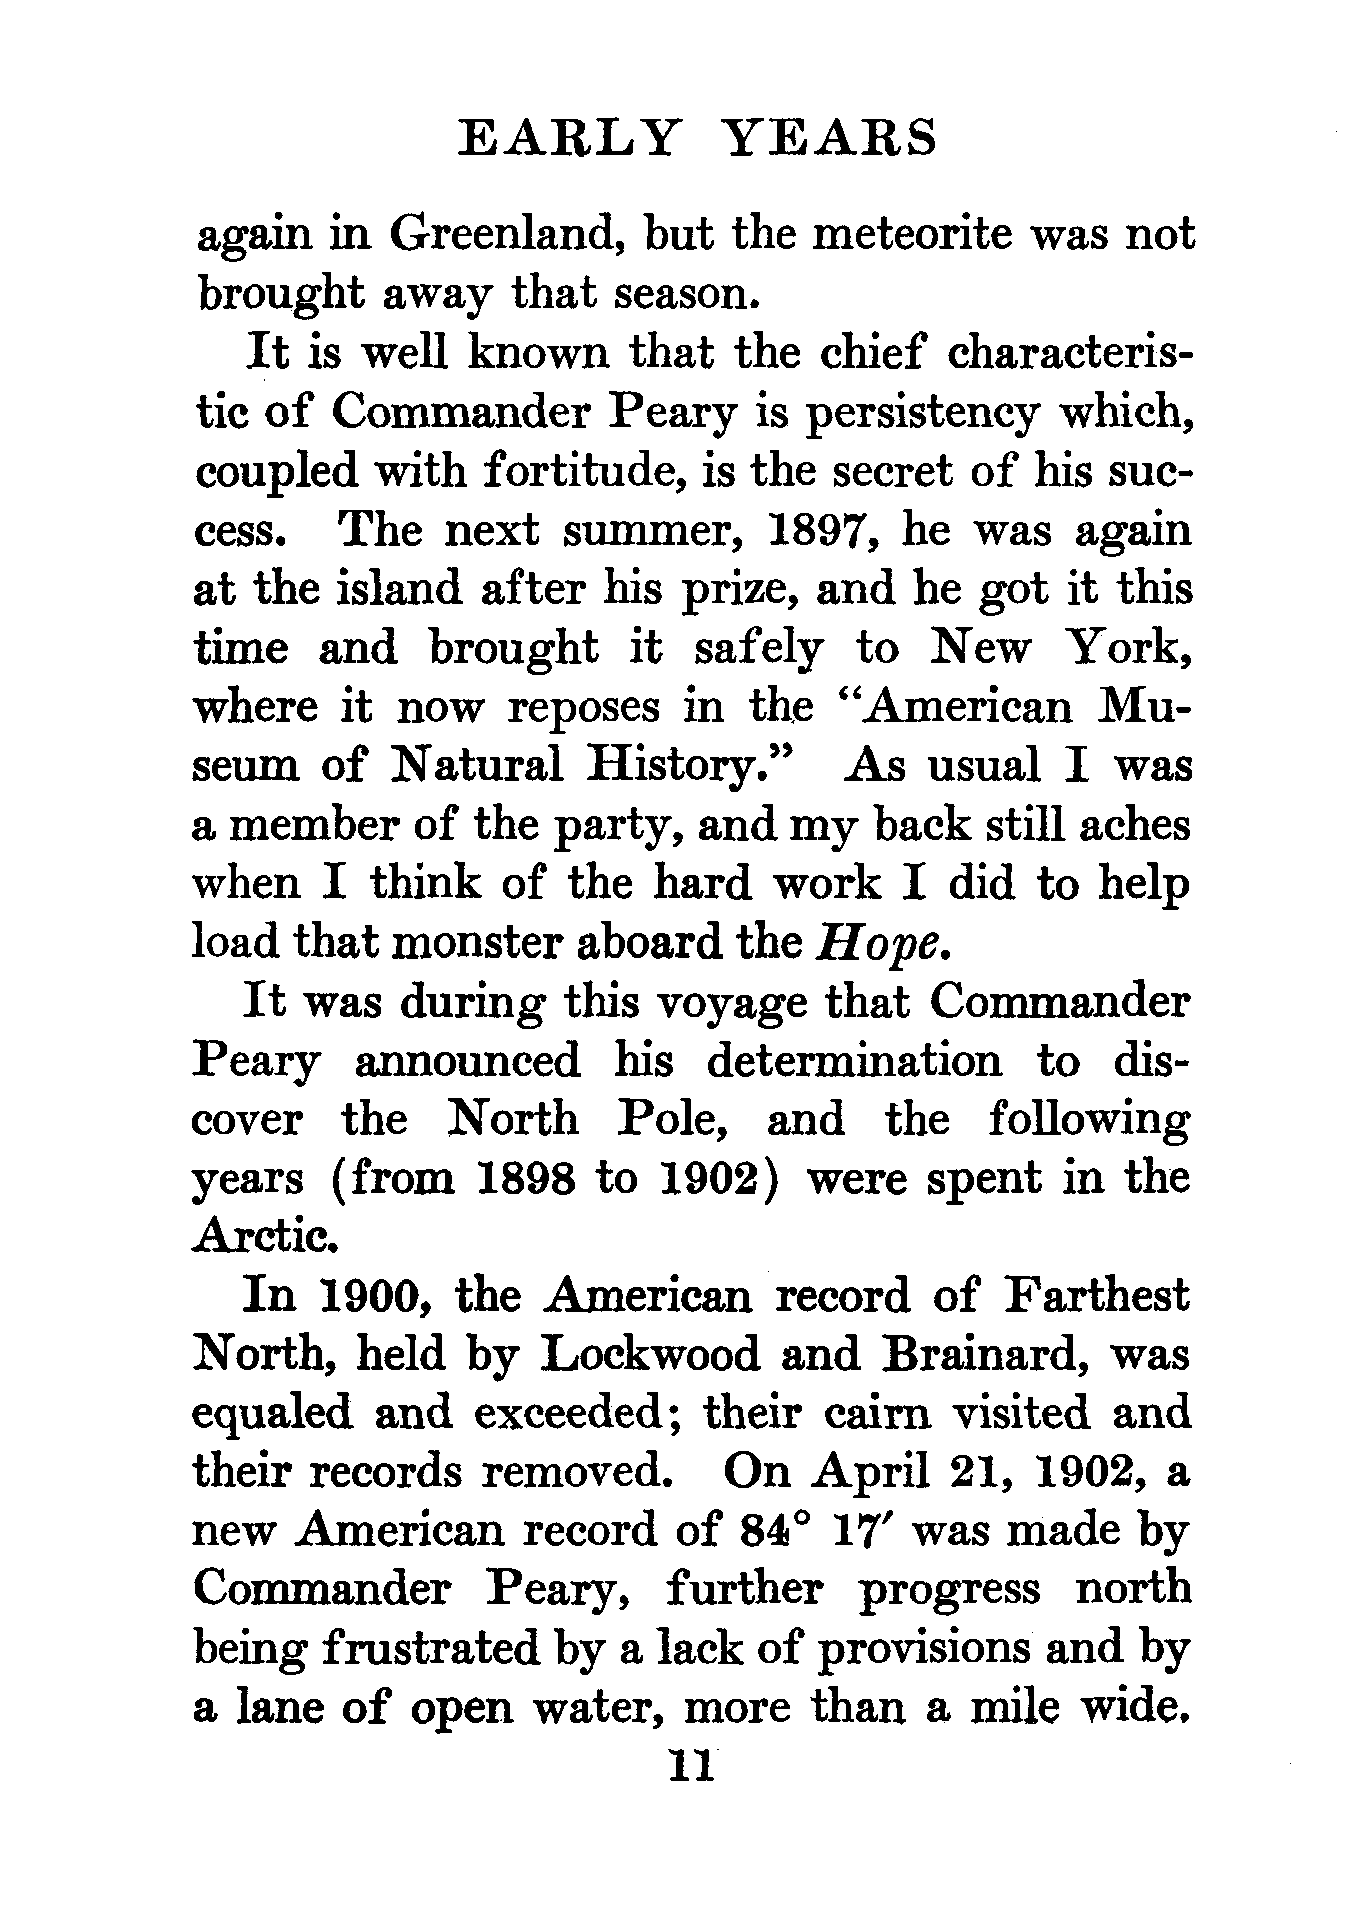 EARLY YEARS
again in Greenland, but the meteorite was not
brought away that season.
It is well known that the chief characteris-
tic of Commander Peary is persistency which,
coupled with fortitude, is the secret of his suc-
cess. The next summer, 1897, he was again
at the island after his prize, and he got it this
time and brought it safely to New York,
where it now reposes in the “American Mu-
seum of Natural History.” As usual I was
a member of the party, and my back still aches
when I think of the hard work I did to help
load that monster aboard the Hope.
It was during this voyage that Commander
Peary announced his determination to dis-
cover the North Pole, and the following
years (from 1898 to 1902) were spent in the
Arctic.
In 1900, the American record of Farthest
North, held by Lockwood and Brainard, was
equaled and exceeded; their cairn visited and
their records removed. On April 21, 1902, a
new American record of 84° 17′ was made by
Commander Peary, further progress north
being frustrated by a lack of provisions and by
a lane of open water, more than a mile wide.
11